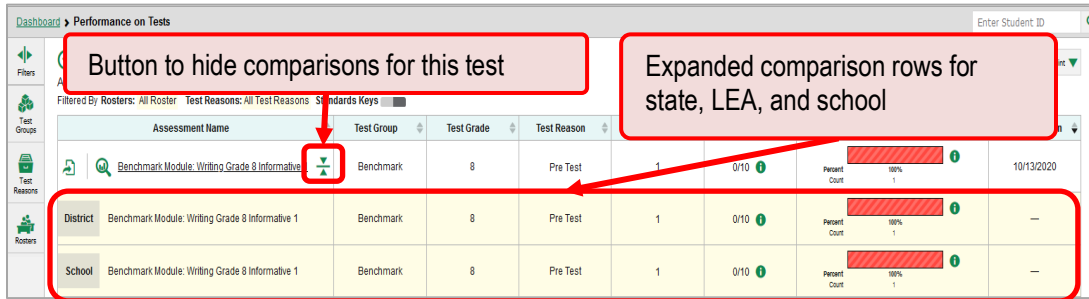 Dashboard > Performance on Tests
Enter Student ID
Button to hide comparisons for this test
Expanded comparison rows for
state, LEA, and school
Filters
Test
Groups
Test
Reasons
Rosters
Filtered By Rosters: All Roster Test Reasons: All Test Reasons Standards Keys
Assessment Name Test Group Test Grade Test Reason
Benchmark Module: Writing Grade 8 Informative Benchmark 8 Pre Test 1 0/10 Percent 100% Count 1 10/13/2020
District Benchmark Module: Writing Grade 8 Informative 1 Benchmark 8 Pre Test 1 0/10 Percent 100% Count 1 —
School Benchmark Module: Writing Grade 8 Informative 1 Benchmark 8 Pre Test 1 0/10 Percent 100% Count 1 —